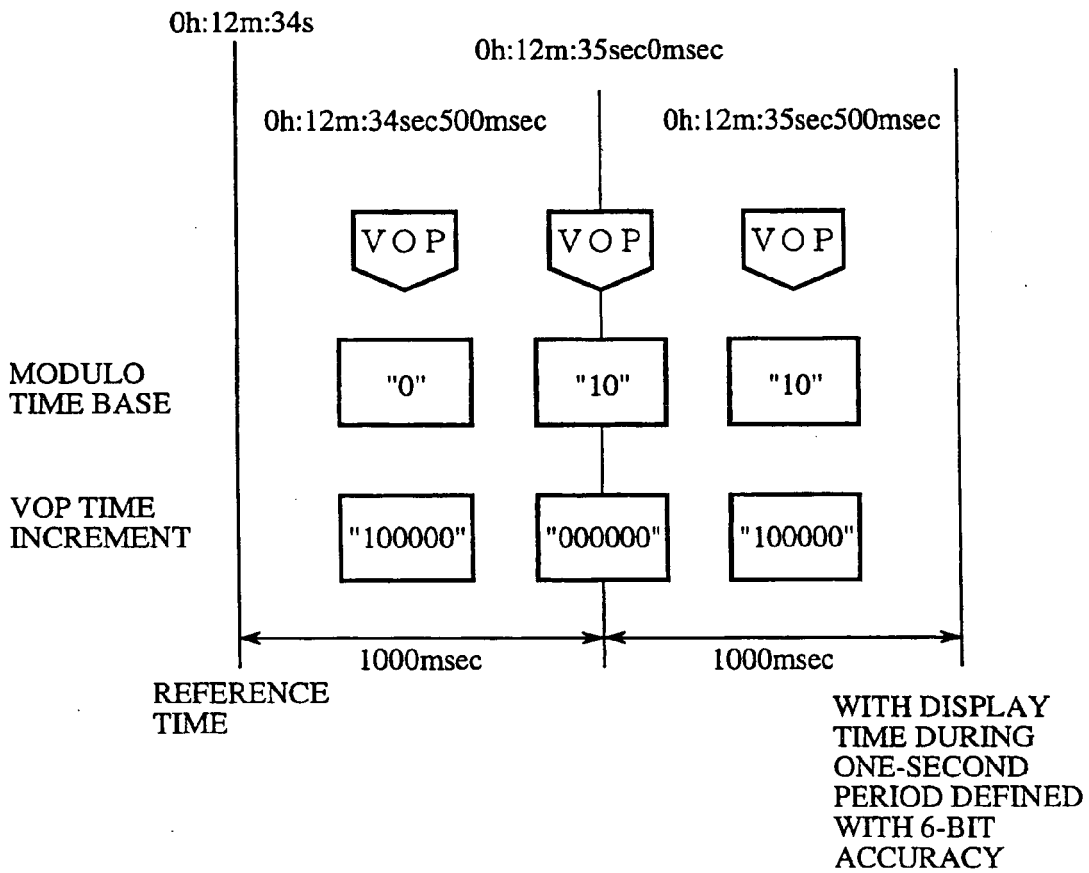 0h:12m:34s
0h:12m:35sec0msec
0h:12m:34sec500msec
0h:12m:35sec500msec
VOP
VOP
VOP
MODULO
TIME BASE
"0"
"10"
"10"
VOP TIME
INCREMENT
"100000"
"000000"
"100000"
1000msec
1000msec
REFERENCE
TIME
WITH DISPLAY
TIME DURING
ONE-SECOND
PERIOD DEFINED
WITH 6-BIT
ACCURACY